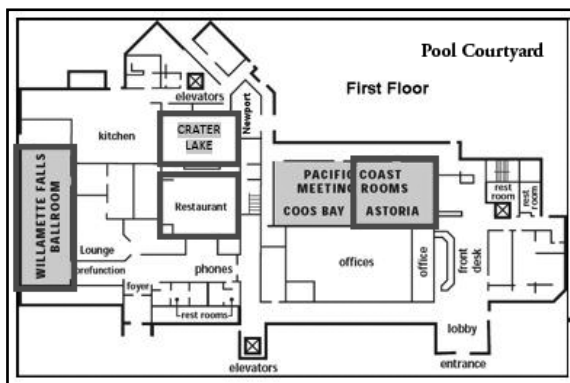 Pool Courtyard
First Floor
elevators
Newport
kitchen
CRATER
LAKE
WILLAMETTE FALLS
BALLROOM
Restaurant
PACIFIC COAST
MEETING ROOMS
COOS BAY
ASTORIA
rest
room
rest
room
Lounge
prefunction
phones
foyer
rest rooms
offices
office
front
desk
lobby
entrance
elevators